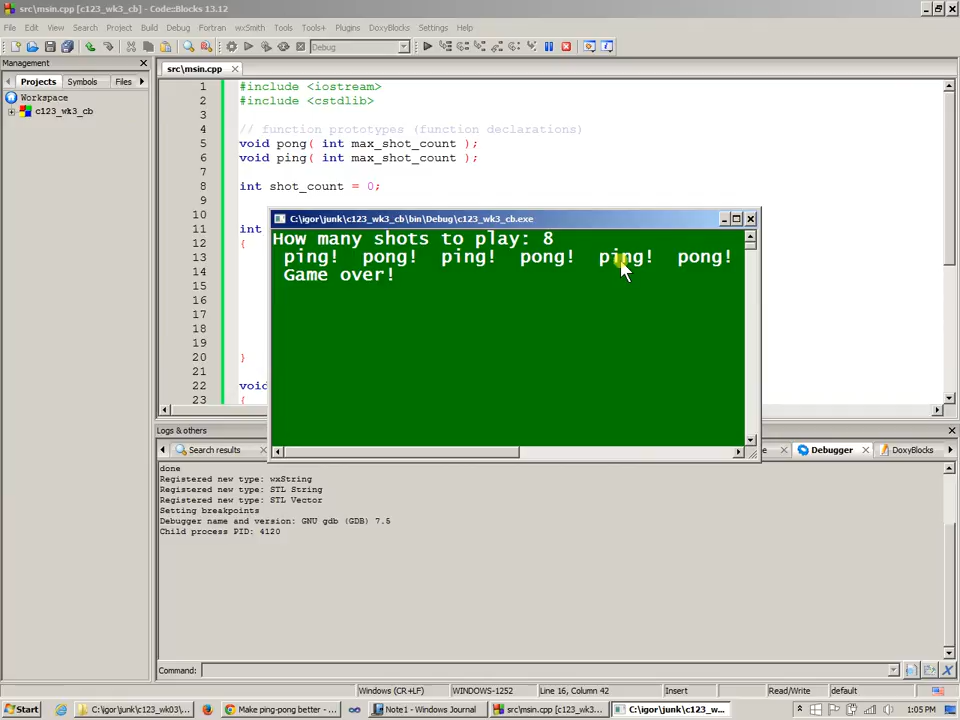 src\msin.cpp [c123_wk3_cb] - Code::Blocks 13.12
File Edit View Search Project Build Debug Fortran wxSmith Tools Tools+ Plugins DoxyBlocks Settings Help
Debug
Management
Projects Symbols Files
Workspace
c123_wk3_cb
src\msin.cpp
1 #include <iostream>
2 #include <cstdlib>
3
4 // function prototypes (function declarations)
5 void pong( int max_shot_count );
6 void ping( int max_shot_count );
7
8 int shot_count = 0;
9
10
11 int
12 {
13
14
15
16
17
18
19
20 }
21
22 void
23 {
C:\igor\junk\c123_wk3_cb\bin\Debug\c123_wk3_cb.exe
How many shots to play: 8
ping! pong! ping! pong! ping! pong!
Game over!
Logs & others
Search results
Debugger
DoxyBlocks
done
Registered new type: wxString
Registered new type: STL String
Registered new type: STL Vector
Setting breakpoints
Debugger name and version: GNU gdb (GDB) 7.5
Child process PID: 4120
Command:
Windows (CR+LF) WINDOWS-1252 Line 16, Column 42 Insert Read/Write default
Start C:\igor\junk\c123_wk03\... Make ping-pong better - ... Note1 - Windows Journal src\msin.cpp [c123_wk3... C:\igor\junk\c123_w... 1:05 PM